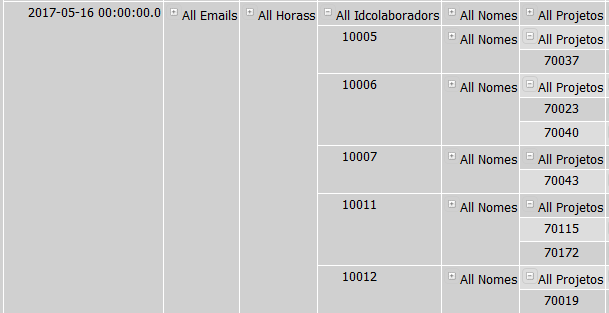 2017-05-16 00:00:00.0 All Emails All Horass All Idcolaboradors All Nomes All Projetos
10005 All Nomes All Projetos
70037
10006 All Nomes All Projetos
70023
70040
10007 All Nomes All Projetos
70043
10011 All Nomes All Projetos
70115
70172
10012 All Nomes All Projetos
70019